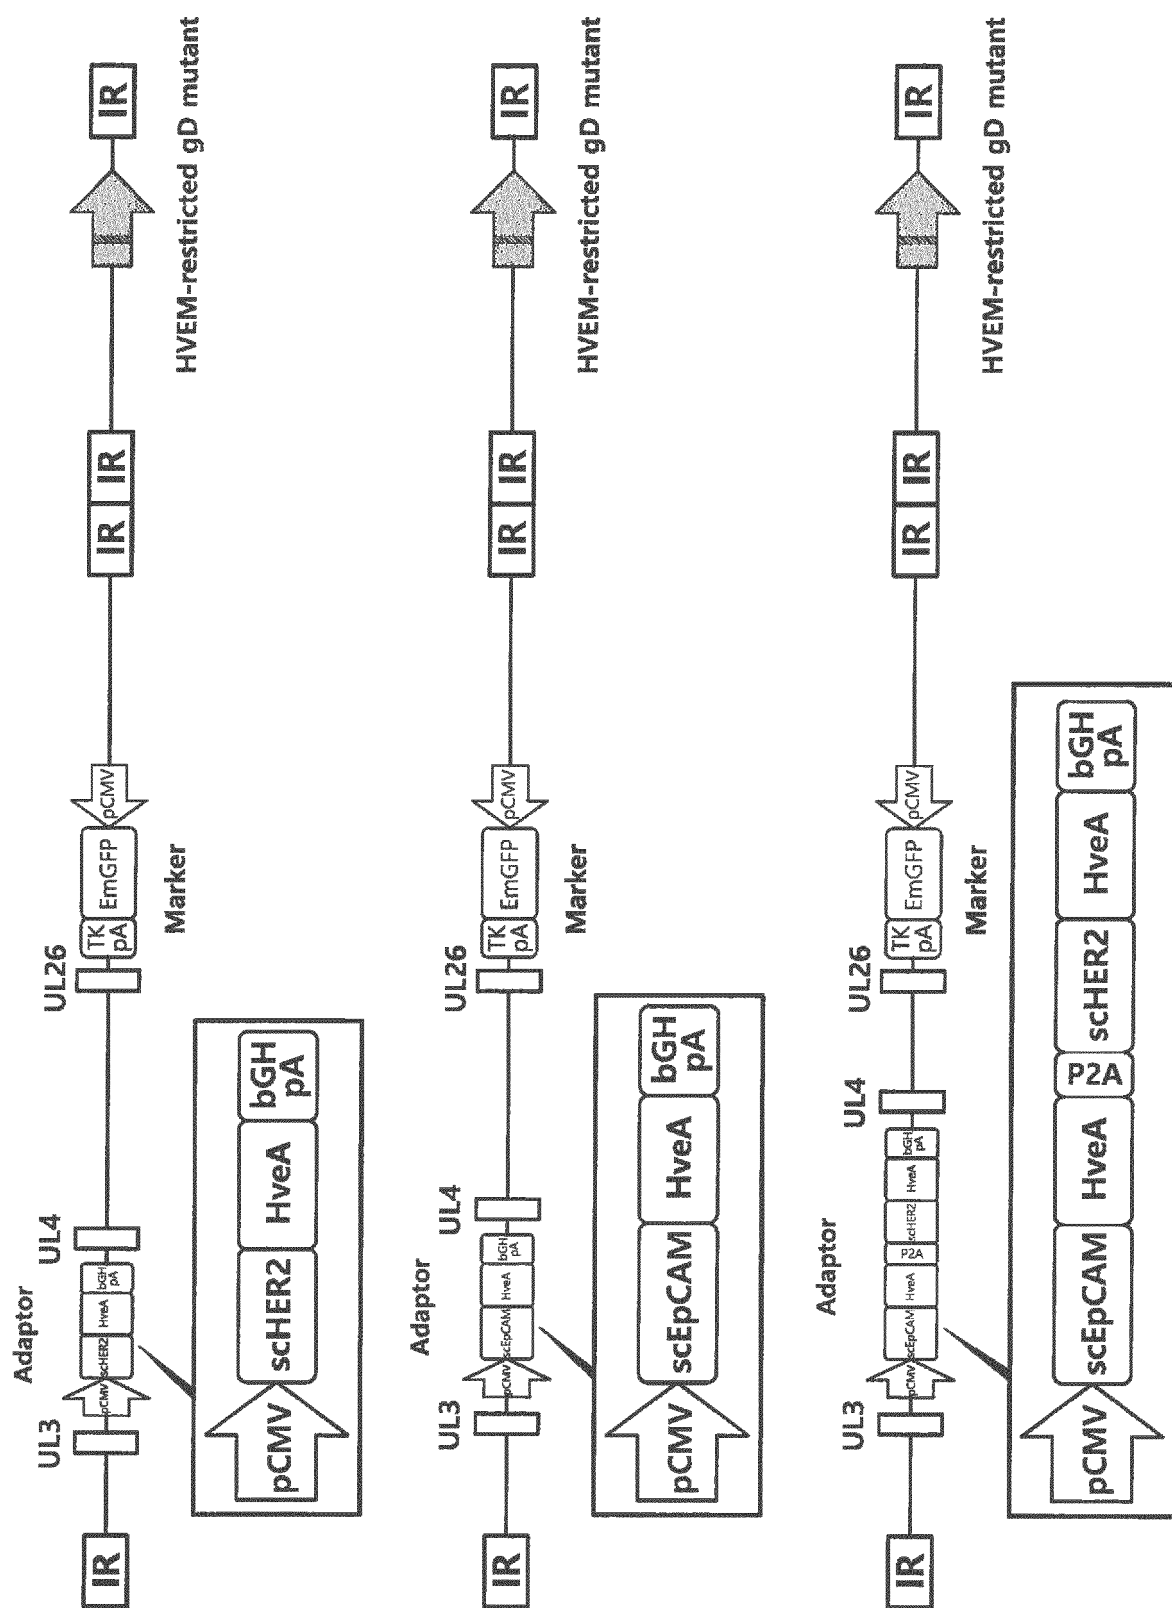 Adaptor
UL3
UL4
UL26
Marker
IR
pCMV
scHER2
HveA
bGH
pA
TK
pA
EmGFP
pCMV
IR
IR
IR
HVEM-restricted gD mutant
pCMV
scHER2
HveA
bGH
pA
Adaptor
UL3
UL4
UL26
Marker
IR
pCMV
scEpCAM
HveA
bGH
pA
TK
pA
EmGFP
pCMV
IR
IR
IR
HVEM-restricted gD mutant
pCMV
scEpCAM
HveA
bGH
pA
Adaptor
UL3
UL4
UL26
Marker
IR
pCMV
scEpCAM
HveA
P2A
scHER2
HveA
bGH
pA
TK
pA
EmGFP
pCMV
IR
IR
IR
HVEM-restricted gD mutant
pCMV
scEpCAM
HveA
P2A
scHER2
HveA
bGH
pA